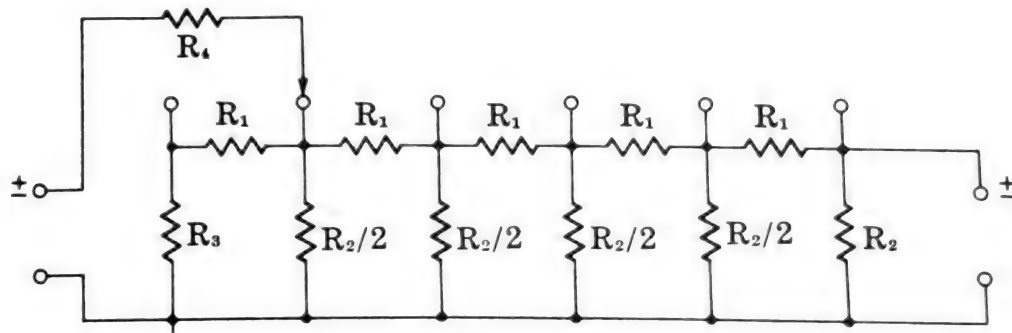 R₄
R₁ R₁ R₁ R₁ R₁
± ±
R₃ R₂/2 R₂/2 R₂/2 R₂/2 R₂